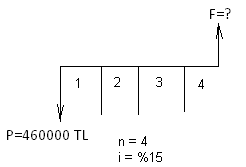 F=?
1 2 3 4
P=460000 TL
n = 4
i = %15